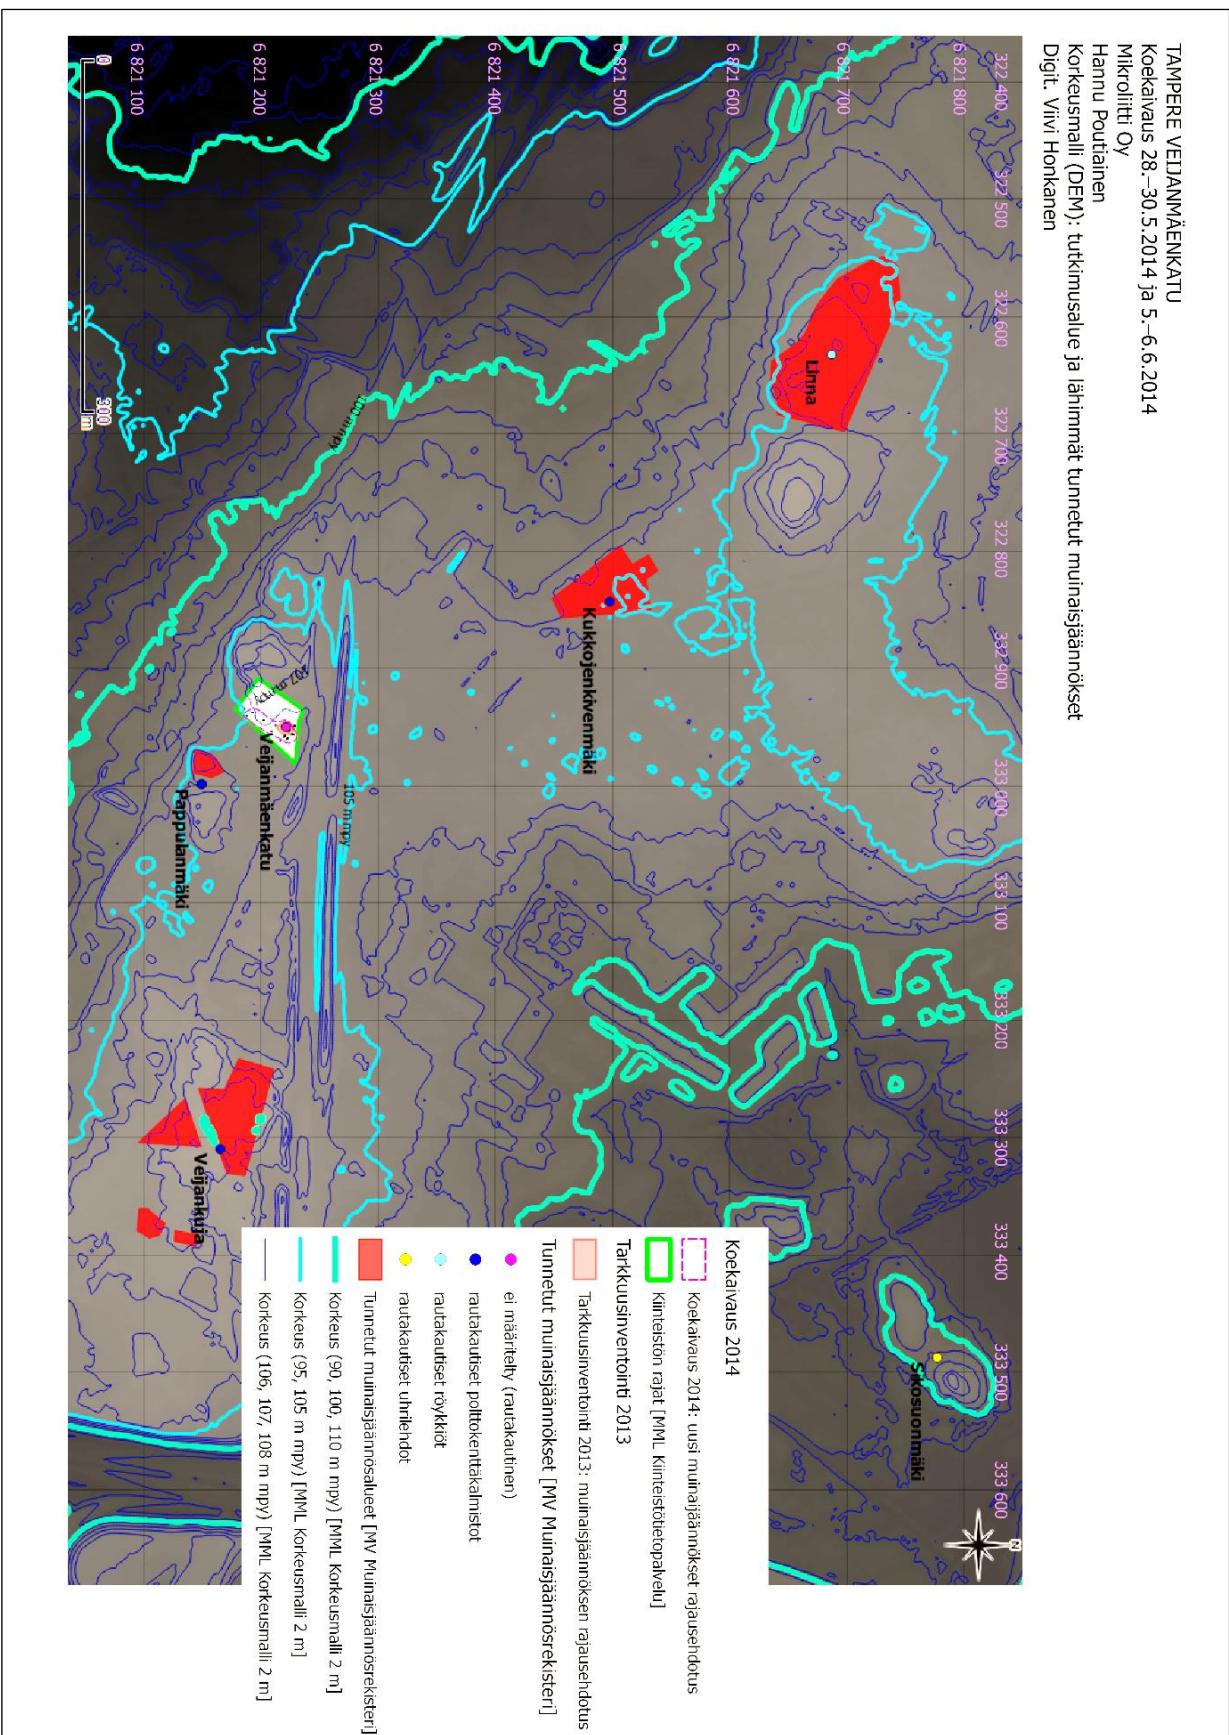 TAMPERE VEIJANMÄENKATU
Koekaivaus 28.–30.5.2014 ja 5.–6.6.2014
Mikroliitti Oy
Hannu Poutiainen
Korkeusmalli (DEM): tutkimusalue ja lähimmät tunnetut muinaisjäännökset
Digit. Viivi Honkanen
322 400
322 500
322 600
322 700
322 800
332 900
333 000
333 100
333 200
333 300
333 400
333 500
333 600
6 821 800
6 821 700
6 821 600
6 821 500
6 821 400
6 821 300
6 821 200
6 821 100
N
Linna
Kukkojenkivenmäki
Sikosuonmäki
100 m mpy
105 m mpy
107 m mpy
Veijanmäenkatu
Pappulanmäki
Veijankuja
0
300
m
Koekaivaus 2014
Koekaivaus 2014: uusi muinaijäännökset rajausehdotus
Kiinteistön rajat [MML Kiinteistötietopalvelu]
Tarkkuusinventointi 2013
Tarkkuusinventointi 2013: muinaisjäännöksen rajausehdotus
Tunnetut muinaisjäännökset [MV Muinaisjäännösrekisteri]
ei määritelty (rautakautinen)
rautakautiset polttokenttäkalmistot
rautakautiset röykkiöt
rautakautiset uhrilehdot
Tunnetut muinaisjäännösalueet [MV Muinaisjäännösrekisteri]
Korkeus (90, 100, 110 m mpy) [MML Korkeusmalli 2 m]
Korkeus (95, 105 m mpy) [MML Korkeusmalli 2 m]
Korkeus (106, 107, 108 m mpy) [MML Korkeusmalli 2 m]